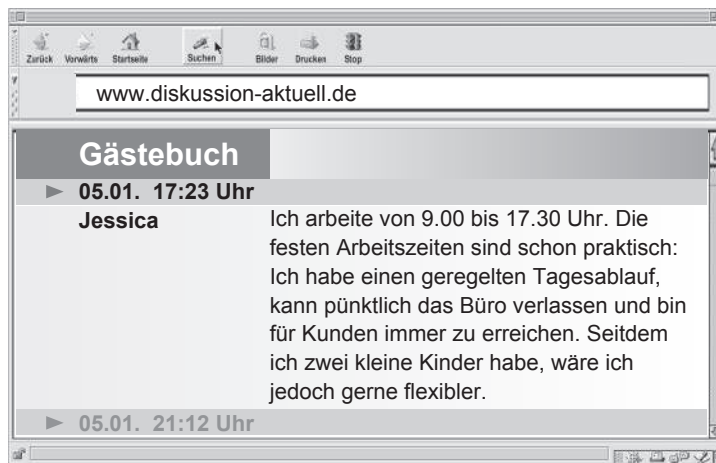 Zurück Vorwärts Startseite Suchen Bilder Drucken Stop
www.diskussion-aktuell.de
Gästebuch
05.01. 17:23 Uhr
Jessica
Ich arbeite von 9.00 bis 17.30 Uhr. Die
festen Arbeitszeiten sind schon praktisch:
Ich habe einen geregelten Tagesablauf,
kann pünktlich das Büro verlassen und bin
für Kunden immer zu erreichen. Seitdem
ich zwei kleine Kinder habe, wäre ich
jedoch gerne flexibler.
05.01. 21:12 Uhr